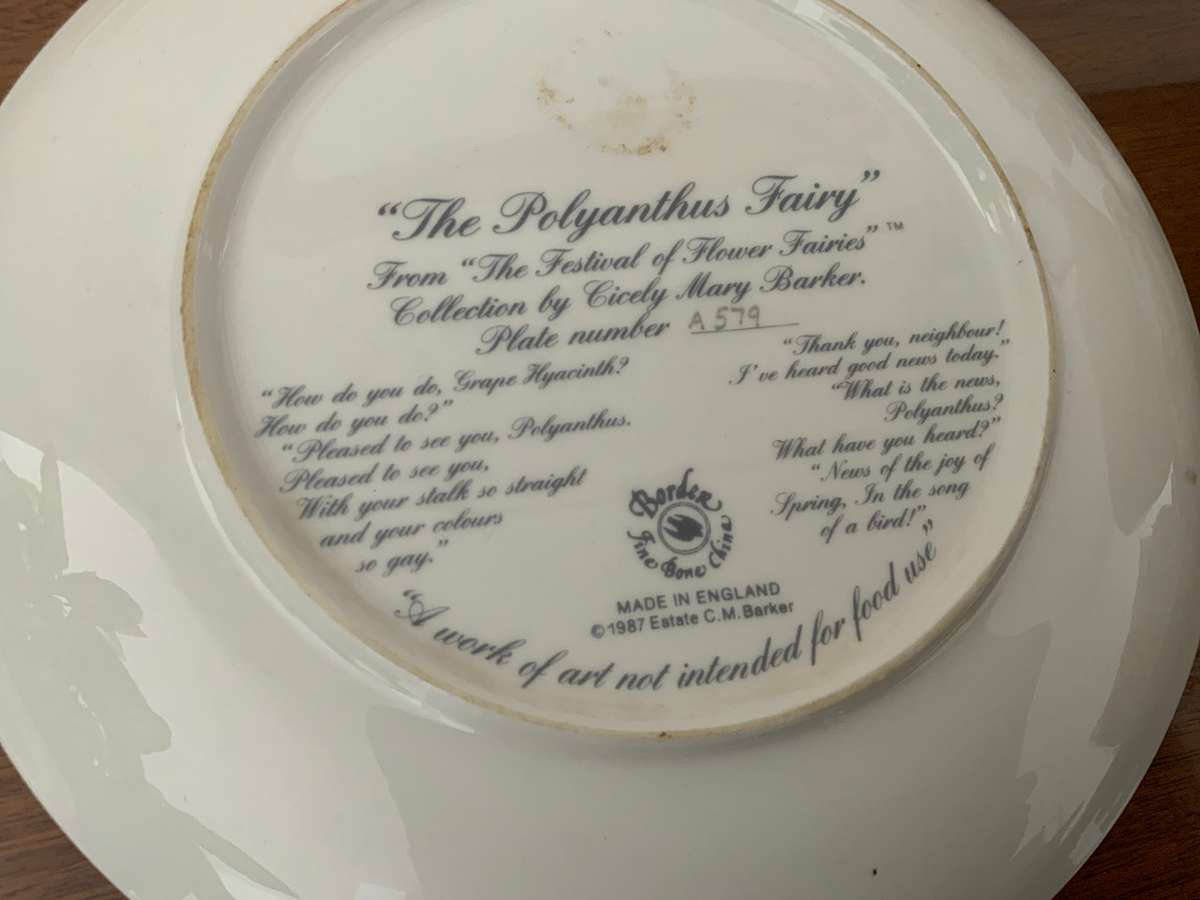 “The Polyanthus Fairy”
From “The Festival of Flower Fairies”™
Collection by Cicely Mary Barker.
Plate number A 579
“How do you do, Grape Hyacinth?
How do you do?”
“Pleased to see you, Polyanthus.
Pleased to see you,
With your stalk so straight
and your colours
so gay.”
“Thank you, neighbour!
I've heard good news today.”
“What is the news,
Polyanthus?
What have you heard?”
“News of the joy of
Spring, In the song
of a bird!”
Borden
Fine Bone China
MADE IN ENGLAND
©1987 Estate C.M.Barker
“A work of art not intended for food use”